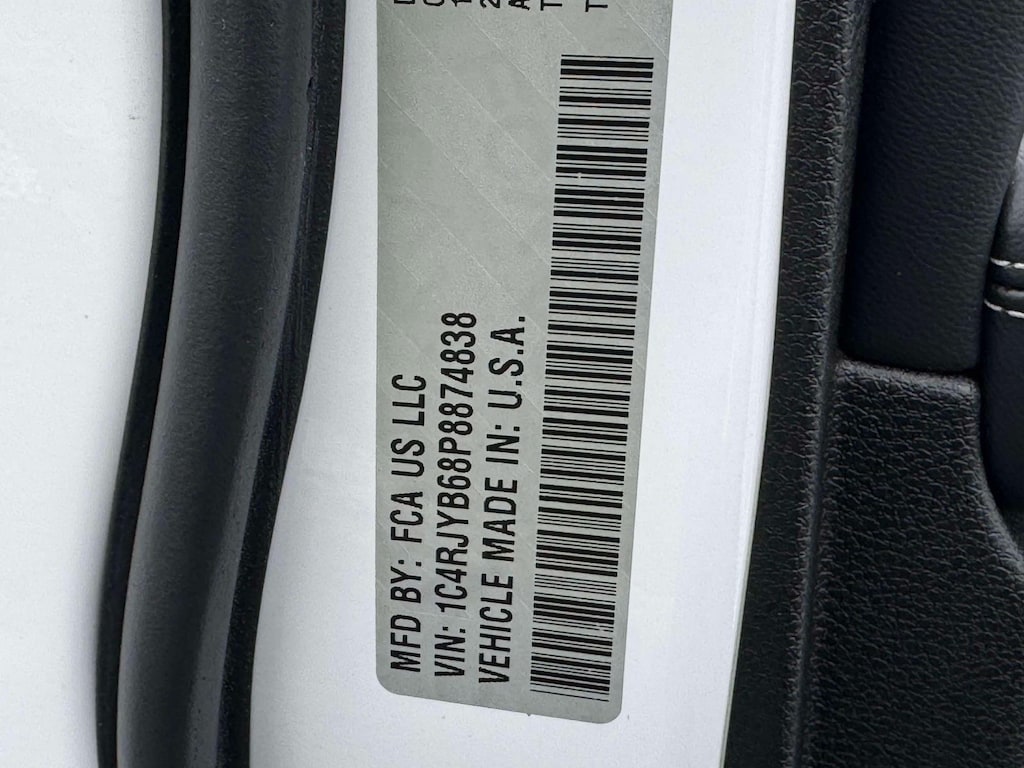 MFD BY: FCA US LLC
VIN: 1C4RJYB68P8874838
VEHICLE MADE IN: U.S.A.